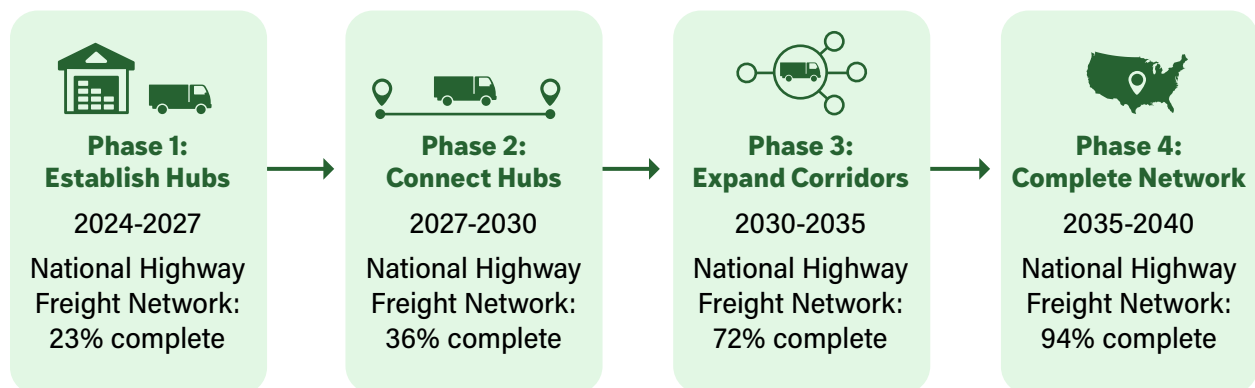 Phase 1:
Establish Hubs
2024-2027
National Highway
Freight Network:
23% complete
Phase 2:
Connect Hubs
2027-2030
National Highway
Freight Network:
36% complete
Phase 3:
Expand Corridors
2030-2035
National Highway
Freight Network:
72% complete
Phase 4:
Complete Network
2035-2040
National Highway
Freight Network:
94% complete